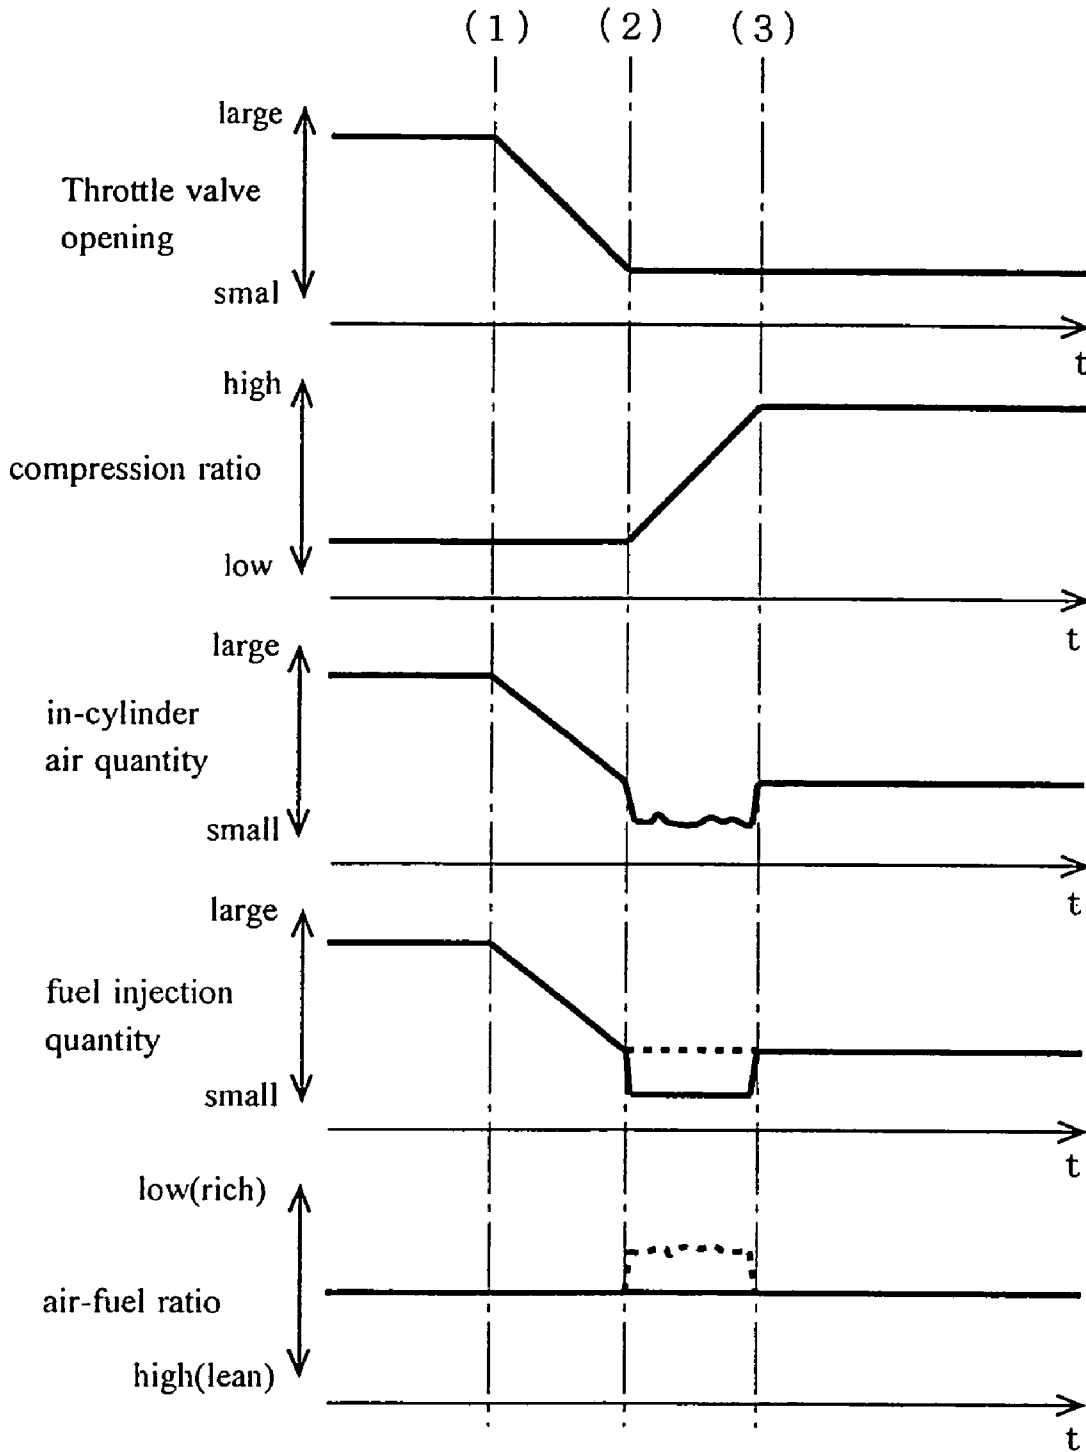 (1) (2) (3)
large
Throttle valve
opening
smal
t
high
compression ratio
low
t
large
in-cylinder
air quantity
small
t
large
fuel injection
quantity
small
t
low(rich)
air-fuel ratio
high(lean)
t